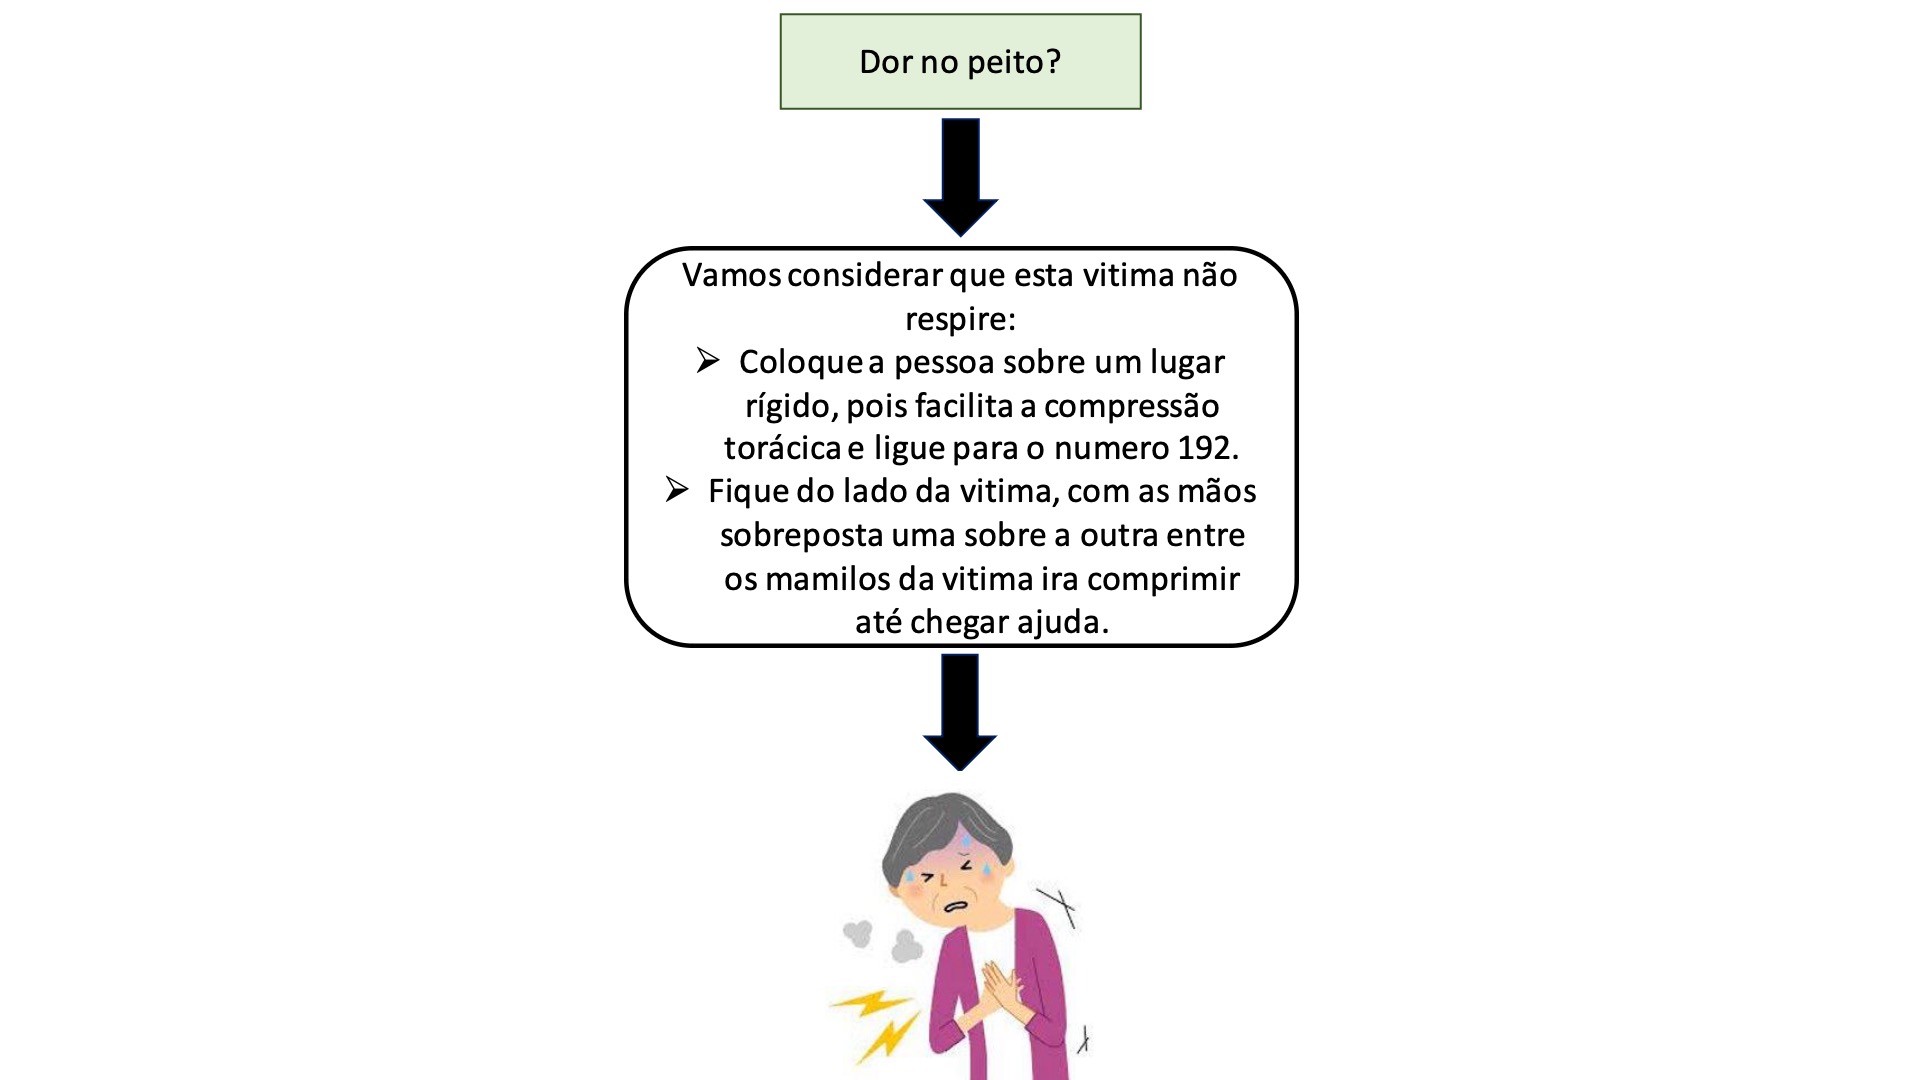 Dor no peito?
Vamos considerar que esta vitima não
respire:
➢ Coloque a pessoa sobre um lugar
rígido, pois facilita a compressão
torácica e ligue para o numero 192.
➢ Fique do lado da vitima, com as mãos
sobreposta uma sobre a outra entre
os mamilos da vitima ira comprimir
até chegar ajuda.